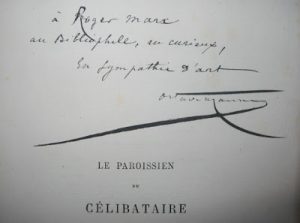 à Roger Marx
au Bibliophile, au curieux,
En Sympathie d'art
LE PAROISSIEN
DU
CÉLIBATAIRE